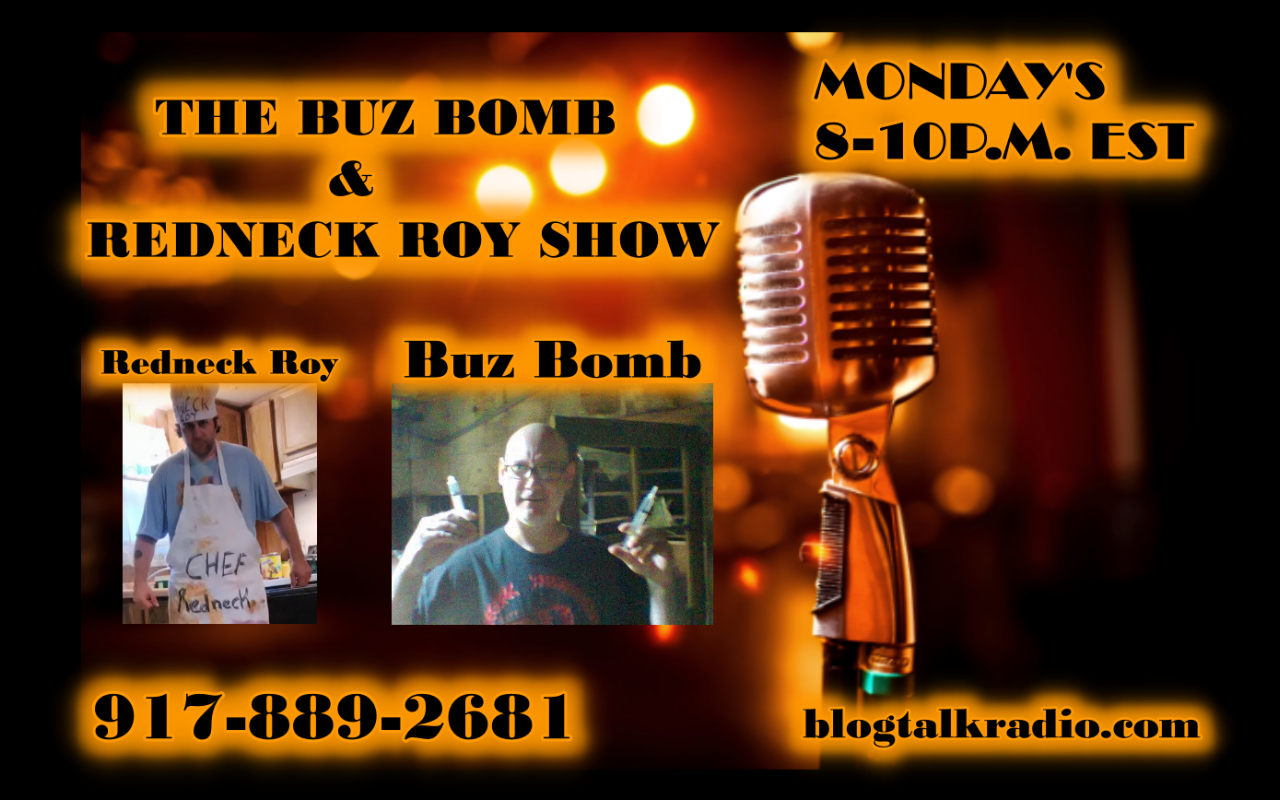 THE BUZ BOMB
&
REDNECK ROY SHOW
MONDAY'S
8-10P.M. EST
Redneck Roy
Buz Bomb
CHEF
Redneck
917-889-2681
blogtalkradio.com